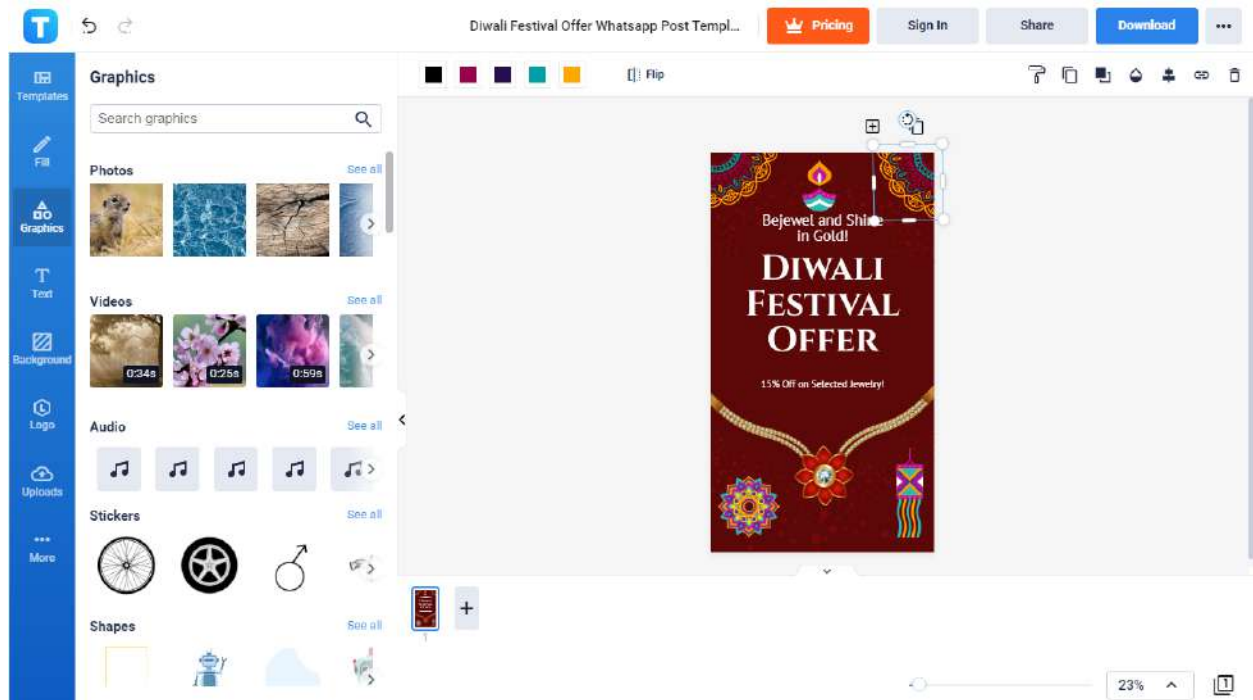 T
Diwali Festival Offer Whatsapp Post Templ...
Pricing
Sign In
Share
Download
Templates
Fill
Graphics
Text
Background
Logo
Uploads
More
Graphics
Search graphics
Photos
See all
Videos
See all
0:34s
0:25s
0:59s
Audio
See all
Stickers
See all
Shapes
See all
Flip
Bejewel and Shine
in Gold!
DIWALI
FESTIVAL
OFFER
15% Off on Selected Jewelry!
1
23%
1